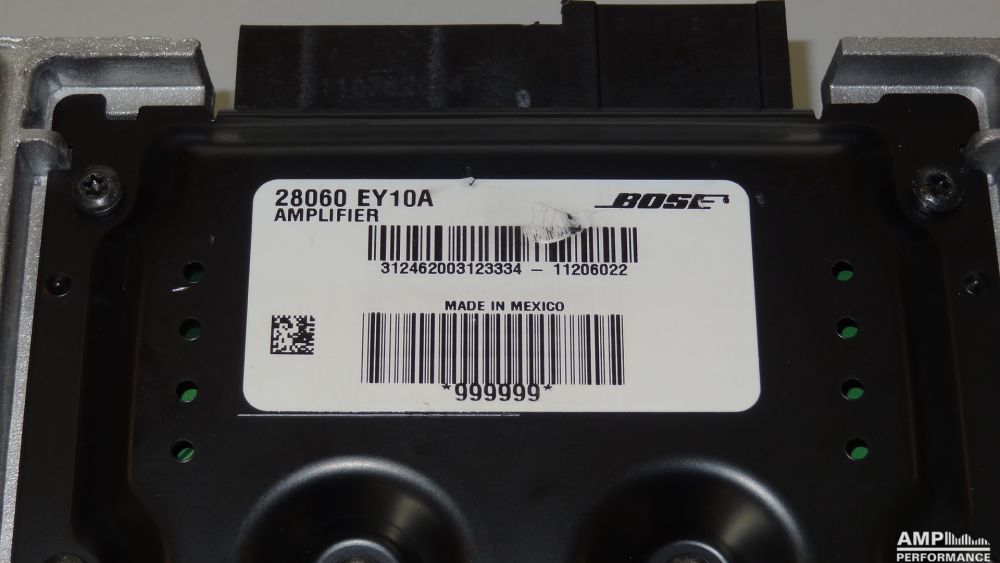 28060 EY10A
AMPLIFIER
BOSE
312462003123334 - 11206022
MADE IN MEXICO
*999999*
AMP
PERFORMANCE